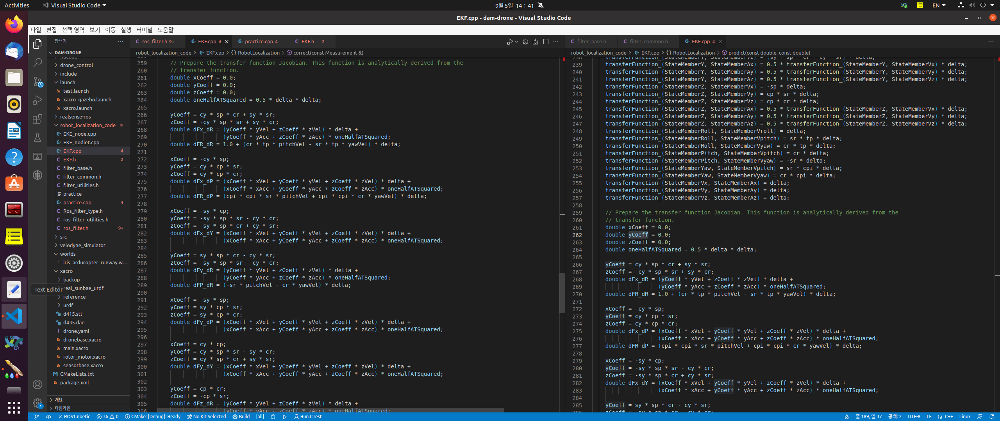 Activities
Visual Studio Code
9월 5일 14 : 41
EN
EKF.cpp - dam-drone - Visual Studio Code
파일 편집 선택 영역 보기 이동 실행 터미널 도움말
탐색기
DAM-DRONE
.vscode
drone_control
include
launch
test.launch
xacro_gazebo.launch
xacro.launch
realsense-ros
robot_localization_code
EKE_node.cpp
EKF_nodlet.cpp
EKF.cpp 4
EKF.h 2
filter_base.h
filter_common.h
filter_utilities.h
practice
practice.cpp 4
Ros_filter_type.h
ros_filter_utilities.h
ros_filter.h 9+
src
velodyne_simulator
worlds
iris_arducopter_runway.w...
xacro
backup
real_sunbae_urdf
Text Editor
reference
urdf
d415.stl
d435.dae
drone.yaml
dronebase.xacro
main.xacro
rotor_motor.xacro
sensorbase.xacro
CMakeLists.txt
package.xml
개요
타임라인
ros_filter.h 9+ EKF.cpp 4 practice.cpp 4 EKF.h 2
robot_localization_code > EKF.cpp > {} RobotLocalization > correct(const Measurement &)
259 // Prepare the transfer function Jacobian. This function is analytically derived from the
260 // transfer function.
261 double xCoeff = 0.0;
262 double yCoeff = 0.0;
263 double zCoeff = 0.0;
264 double oneHalfATSquared = 0.5 * delta * delta;
265
266 yCoeff = cy * sp * cr + sy * sr;
267 zCoeff = -cy * sp * sr + sy * cr;
268 double dFx_dR = (yCoeff * yVel + zCoeff * zVel) * delta +
269 (yCoeff * yAcc + zCoeff * zAcc) * oneHalfATSquared;
270 double dFR_dR = 1.0 + (cr * tp * pitchVel - sr * tp * yawVel) * delta;
271
272 xCoeff = -cy * sp;
273 yCoeff = cy * cp * sr;
274 zCoeff = cy * cp * cr;
275 double dFx_dP = (xCoeff * xVel + yCoeff * yVel + zCoeff * zVel) * delta +
276 (xCoeff * xAcc + yCoeff * yAcc + zCoeff * zAcc) * oneHalfATSquared;
277 double dFR_dP = (cpi * cpi * sr * pitchVel + cpi * cpi * cr * yawVel) * delta;
278
279 xCoeff = -sy * cp;
280 yCoeff = -sy * sp * sr - cy * cr;
281 zCoeff = -sy * sp * cr + cy * sr;
282 double dFx_dY = (xCoeff * xVel + yCoeff * yVel + zCoeff * zVel) * delta +
283 (xCoeff * xAcc + yCoeff * yAcc + zCoeff * zAcc) * oneHalfATSquared;
284
285 yCoeff = sy * sp * cr - cy * sr;
286 zCoeff = -sy * sp * sr - cy * cr;
287 double dFy_dR = (yCoeff * yVel + zCoeff * zVel) * delta +
288 (yCoeff * yAcc + zCoeff * zAcc) * oneHalfATSquared;
289 double dFP_dR = (-sr * pitchVel - cr * yawVel) * delta;
290
291 xCoeff = -sy * sp;
292 yCoeff = sy * cp * sr;
293 zCoeff = sy * cp * cr;
294 double dFy_dP = (xCoeff * xVel + yCoeff * yVel + zCoeff * zVel) * delta +
295 (xCoeff * xAcc + yCoeff * yAcc + zCoeff * zAcc) * oneHalfATSquared;
296
297 xCoeff = cy * cp;
298 yCoeff = cy * sp * sr - sy * cr;
299 zCoeff = cy * sp * cr + sy * sr;
300 double dFy_dY = (xCoeff * xVel + yCoeff * yVel + zCoeff * zVel) * delta +
301 (xCoeff * xAcc + yCoeff * yAcc + zCoeff * zAcc) * oneHalfATSquared;
302
303 yCoeff = cp * cr;
304 zCoeff = -cp * sr;
305 double dFz_dR = (yCoeff * yVel + zCoeff * zVel) * delta +
306 (yCoeff * yAcc + zCoeff * zAcc) * oneHalfATSquared;
filter_base.h filter_common.h EKF.cpp 4
robot_localization_code > EKF.cpp > {} RobotLocalization > predict(const double, const double)
238 transferFunction_(StateMemberY, StateMemberVz) = (sy * sp * cr - cy * sr) * delta;
239 transferFunction_(StateMemberY, StateMemberAx) = 0.5 * transferFunction_(StateMemberY, StateMemberVx) * delta;
240 transferFunction_(StateMemberY, StateMemberAy) = 0.5 * transferFunction_(StateMemberY, StateMemberVy) * delta;
241 transferFunction_(StateMemberY, StateMemberAz) = 0.5 * transferFunction_(StateMemberY, StateMemberVz) * delta;
242 transferFunction_(StateMemberZ, StateMemberVx) = -sp * delta;
243 transferFunction_(StateMemberZ, StateMemberVy) = cp * sr * delta;
244 transferFunction_(StateMemberZ, StateMemberVz) = cp * cr * delta;
245 transferFunction_(StateMemberZ, StateMemberAx) = 0.5 * transferFunction_(StateMemberZ, StateMemberVx) * delta;
246 transferFunction_(StateMemberZ, StateMemberAy) = 0.5 * transferFunction_(StateMemberZ, StateMemberVy) * delta;
247 transferFunction_(StateMemberZ, StateMemberAz) = 0.5 * transferFunction_(StateMemberZ, StateMemberVz) * delta;
248 transferFunction_(StateMemberRoll, StateMemberVroll) = delta;
249 transferFunction_(StateMemberRoll, StateMemberVpitch) = sr * tp * delta;
250 transferFunction_(StateMemberRoll, StateMemberVyaw) = cr * tp * delta;
251 transferFunction_(StateMemberPitch, StateMemberVpitch) = cr * delta;
252 transferFunction_(StateMemberPitch, StateMemberVyaw) = -sr * delta;
253 transferFunction_(StateMemberYaw, StateMemberVpitch) = sr * cpi * delta;
254 transferFunction_(StateMemberYaw, StateMemberVyaw) = cr * cpi * delta;
255 transferFunction_(StateMemberVx, StateMemberAx) = delta;
256 transferFunction_(StateMemberVy, StateMemberAy) = delta;
257 transferFunction_(StateMemberVz, StateMemberAz) = delta;
258
259 // Prepare the transfer function Jacobian. This function is analytically derived from the
260 // transfer function.
261 double xCoeff = 0.0;
262 double yCoeff = 0.0;
263 double zCoeff = 0.0;
264 double oneHalfATSquared = 0.5 * delta * delta;
265
266 yCoeff = cy * sp * cr + sy * sr;
267 zCoeff = -cy * sp * sr + sy * cr;
268 double dFx_dR = (yCoeff * yVel + zCoeff * zVel) * delta +
269 (yCoeff * yAcc + zCoeff * zAcc) * oneHalfATSquared;
270 double dFR_dR = 1.0 + (cr * tp * pitchVel - sr * tp * yawVel) * delta;
271
272 xCoeff = -cy * sp;
273 yCoeff = cy * cp * sr;
274 zCoeff = cy * cp * cr;
275 double dFx_dP = (xCoeff * xVel + yCoeff * yVel + zCoeff * zVel) * delta +
276 (xCoeff * xAcc + yCoeff * yAcc + zCoeff * zAcc) * oneHalfATSquared;
277 double dFR_dP = (cpi * cpi * sr * pitchVel + cpi * cpi * cr * yawVel) * delta;
278
279 xCoeff = -sy * cp;
280 yCoeff = -sy * sp * sr - cy * cr;
281 zCoeff = -sy * sp * cr + cy * sr;
282 double dFx_dY = (xCoeff * xVel + yCoeff * yVel + zCoeff * zVel) * delta +
283 (xCoeff * xAcc + yCoeff * yAcc + zCoeff * zAcc) * oneHalfATSquared;
284
285 yCoeff = sy * sp * cr - cy * sr;
286 zCoeff = -sy * sp * sr - cy * cr;
ROS1.noetic 36 0 CMake: [Debug]: Ready No Kit Selected Build [all] Run CTest
줄 189, 열 37 공백: 2 UTF-8 LF C++ Linux